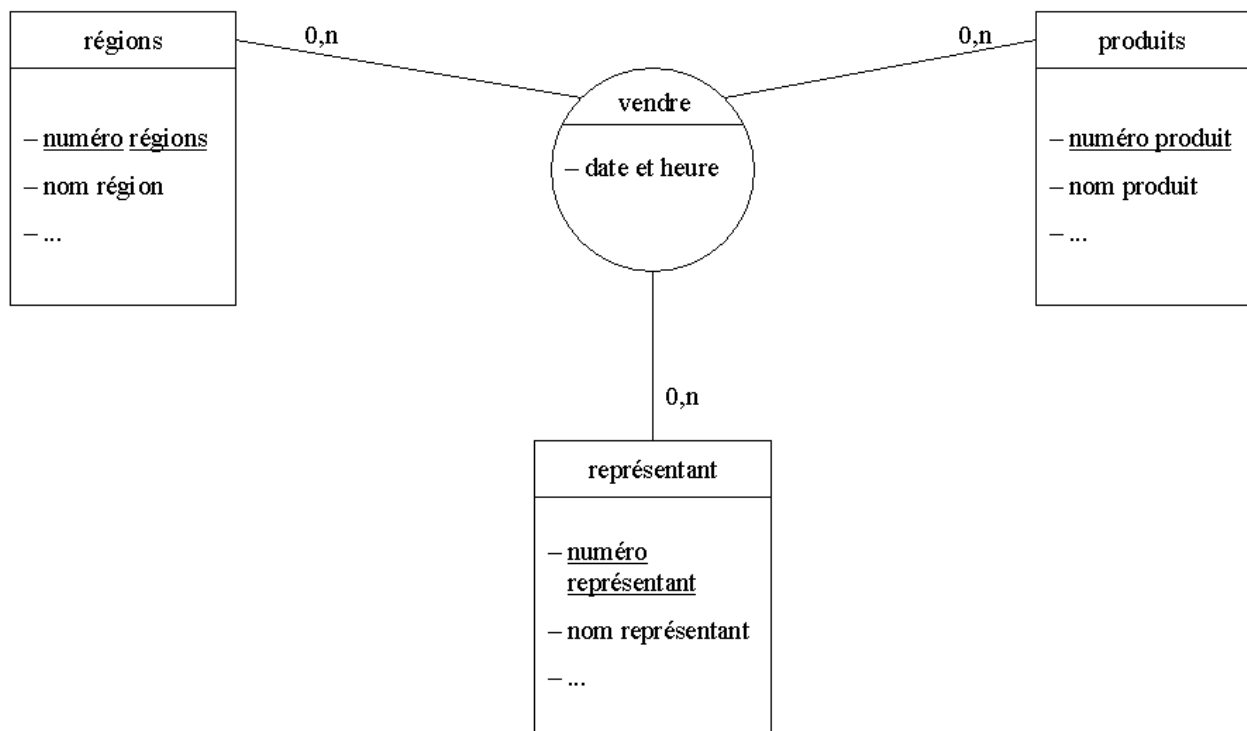 régions
– numéro régions
– nom région
– ...
0,n
vendre
– date et heure
0,n
produits
– numéro produit
– nom produit
– ...
0,n
représentant
– numéro
représentant
– nom représentant
– ...